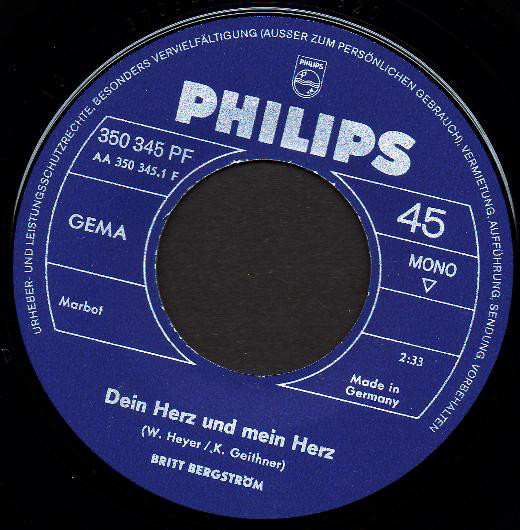 URHEBER- UND LEISTUNGSSCHUTZRECHTE, BESONDERS VERVIELFÄLTIGUNG (AUSSER ZUM PERSÖNLICHEN GEBRAUCH), VERMIETUNG, AUFFÜHRUNG, SENDUNG, VORBEHALTEN
PHILIPS
PHILIPS
350 345 PF
AA 350 345.1 F
GEMA
Marbot
45
MONO
2:33
Made in
Germany
Dein Herz und mein Herz
(W. Heyer / K. Geithner)
BRITT BERGSTRÖM